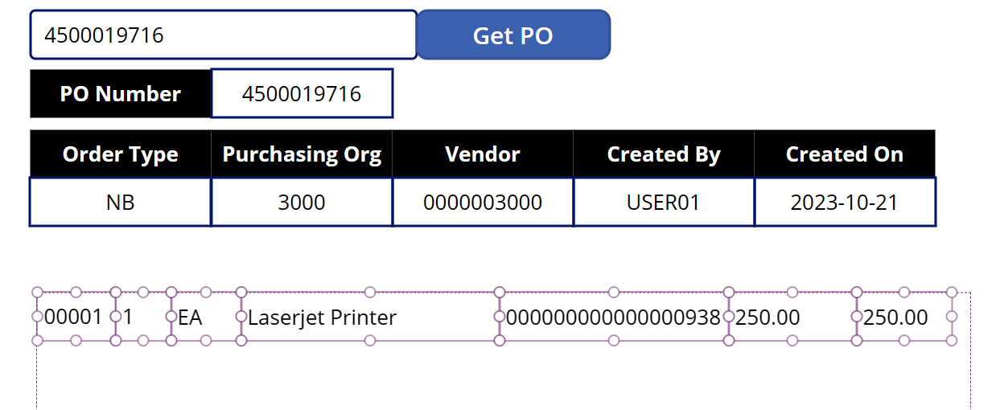 4500019716 Get PO
PO Number 4500019716
Order Type Purchasing Org Vendor Created By Created On
NB 3000 0000003000 USER01 2023-10-21
00001 1 EA Laserjet Printer 000000000000000938 250.00 250.00